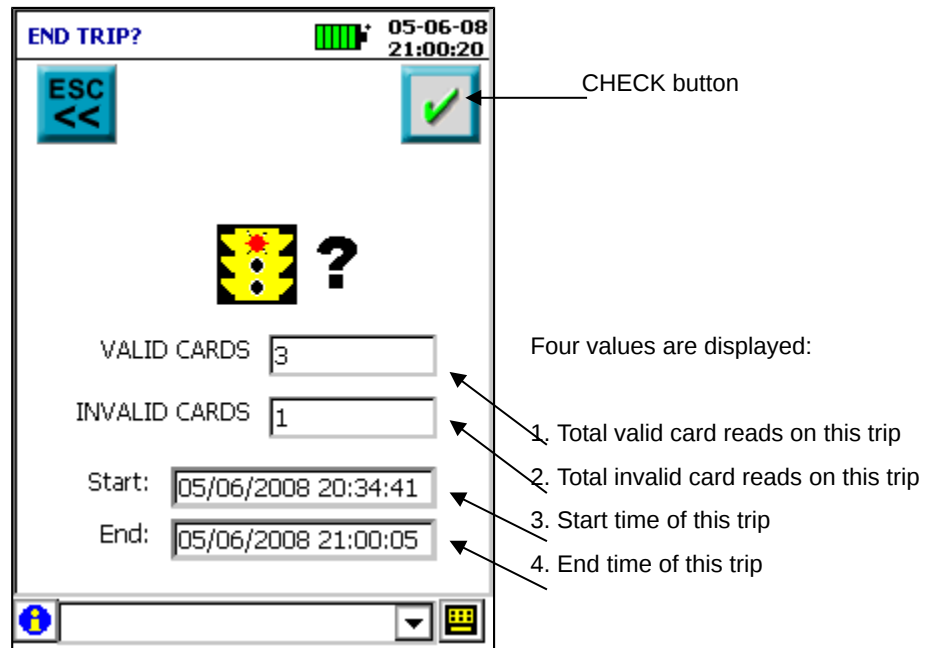 END TRIP?
05-06-08
21:00:20
ESC
<<
CHECK button
?
VALID CARDS 3
Four values are displayed:
INVALID CARDS 1
1. Total valid card reads on this trip
2. Total invalid card reads on this trip
Start: 05/06/2008 20:34:41
3. Start time of this trip
End: 05/06/2008 21:00:05
4. End time of this trip